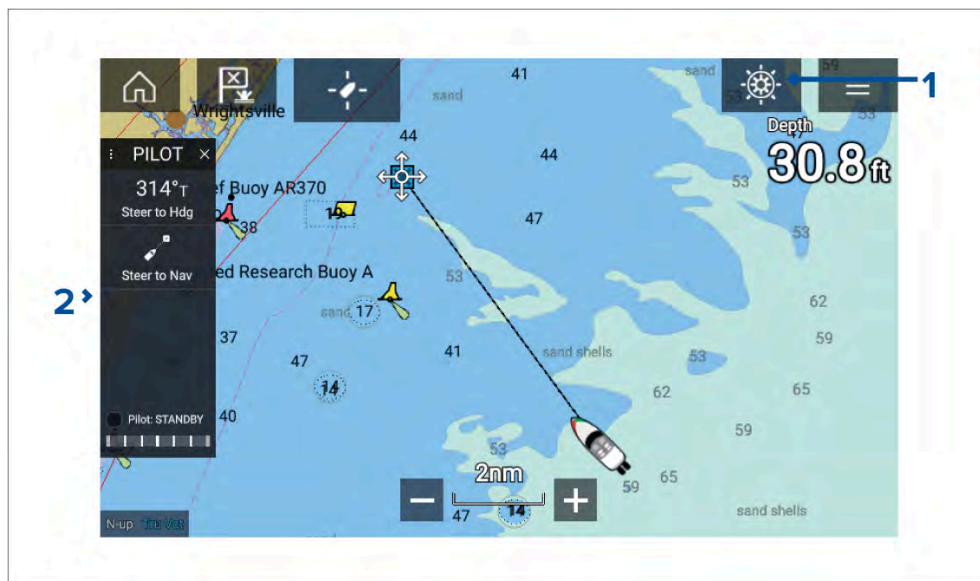 1
41
sand
sand
59
53
53
Wrightsville
Depth
30.8 ft
44
44
PILOT
314°T
Steer to Hdg
53
ef Buoy AR370
19
38
47
53
Steer to Nav
ed Research Buoy A
53
2
sand
17
62
37
59
41
47
sand shells
53
14
62
65
40
Pilot: STANDBY
59
53
2nm
65
59
47
14
sand shells
N-up